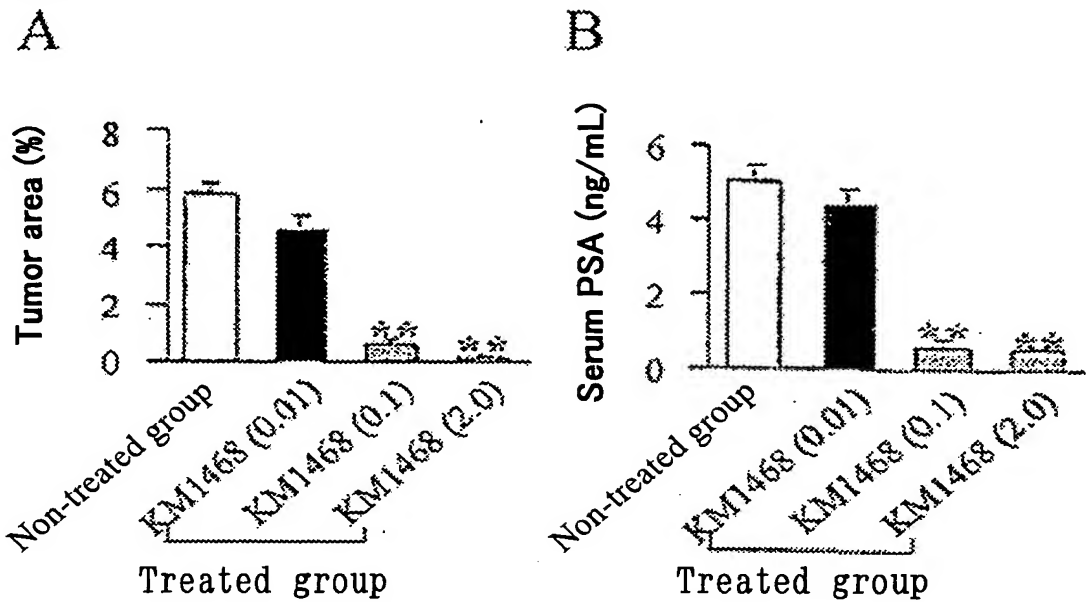 A
Tumor area (%)
8
6
4
2
0
**
**
Non-treated group
KM1468 (0.01)
KM1468 (0.1)
KM1468 (2.0)
Treated group
B
Serum PSA (ng/mL)
6
4
2
0
**
**
Non-treated group
KM1468 (0.01)
KM1468 (0.1)
KM1468 (2.0)
Treated group